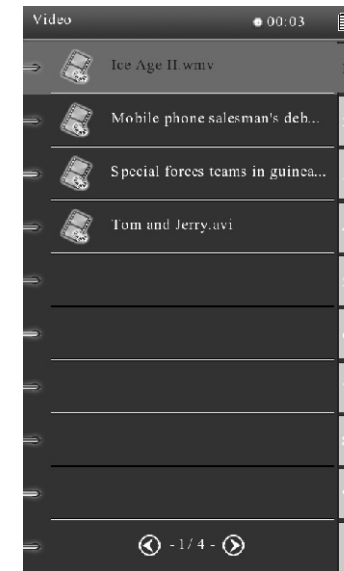 Video 00:03
Ice Age II.wmv
Mobile phone salesman's deb...
Special forces teams in guinea...
Tom and Jerry.avi
- 1/4 -